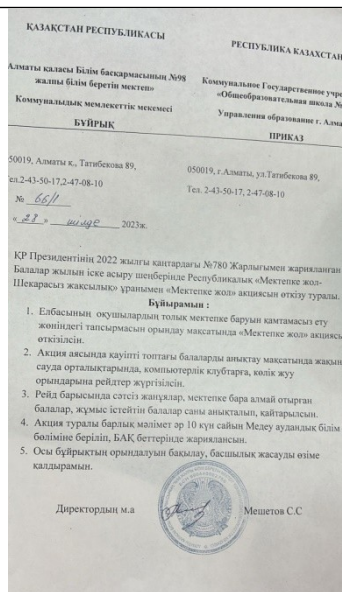 ҚАЗАҚСТАН РЕСПУБЛИКАСЫ
РЕСПУБЛИКА КАЗАХСТАН
Алматы қаласы Білім басқармасының №98
жалпы білім беретін мектеп»
Коммуналдық мемлекеттік мекемесі
БҰЙРЫҚ
Коммунальное Государственное учре
«Общеобразовательная школа №
Управления образование г. Алма
ПРИКАЗ
050019, Алматы қ., Татибекова 89,
Тел.2-43-50-17,2-47-08-10
050019, г.Алматы, ул.Татибекова 89,
Тел. 2-43-50-17, 2-47-08-10
№ 66/1
« 28 » шілде 2023ж.
ҚР Президентінің 2022 жылғы қаңтардағы №780 Жарлығымен жарияланған
Балалар жылын іске асыру шеңберінде Республикалық «Мектепке жол-
Шекарасыз жақсылық» ұранымен «Мектепке жол» акциясын өткізу туралы.
Бұйырамын :
1. Елбасының оқушылардың толық мектепке баруын қамтамасыз ету
жөніндегі тапсырмасын орындау мақсатында «Мектепке жол» акциясы
өткізілсін.
2. Акция аясында қауіпті топтағы балаларды анықтау мақсатында жақын
сауда орталықтарында, компьютерлік клубтарға, көлік жуу
орындарына рейдтер жүргізілсін.
3. Рейд барысында сәтсіз жанұялар, мектепке бара алмай отырған
балалар, жұмыс істейтін балалар саны анықталып, қайтарылсын.
4. Акция туралы барлық мәлімет әр 10 күн сайын Медеу аудандық білім
бөліміне беріліп, БАҚ беттерінде жариялансын.
5. Осы бұйрықтың орындалуын бақылау, басшылық жасауды өзіме
қалдырамын.
Директордың м.а Мешетов С.С